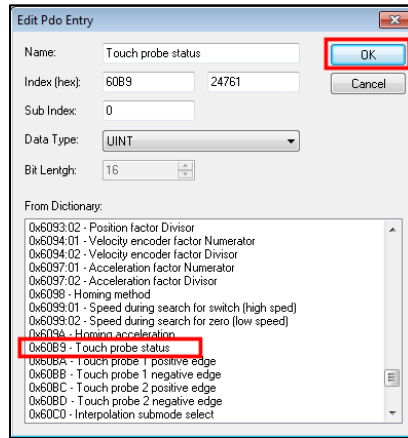 Edit Pdo Entry
Name: Touch probe status OK
Index (hex): 60B9 24761 Cancel
Sub Index: 0
Data Type: UINT
Bit Lentgh: 16
From Dictionary:
0x6093:02 - Position factor Divisor
0x6094:01 - Velocity encoder factor Numerator
0x6094:02 - Velocity encoder factor Divisor
0x6097:01 - Acceleration factor Numerator
0x6097:02 - Acceleration factor Divisor
0x6098 - Homing method
0x6099:01 - Speed during search for switch (high sped)
0x6099:02 - Speed during search for zero (low speed)
0x609A - Homing acceleration
0x60B9 - Touch probe status
0x60BA - Touch probe 1 positive edge
0x60BB - Touch probe 1 negative edge
0x60BC - Touch probe 2 positive edge
0x60BD - Touch probe 2 negative edge
0x60C0 - Interpolation submode select